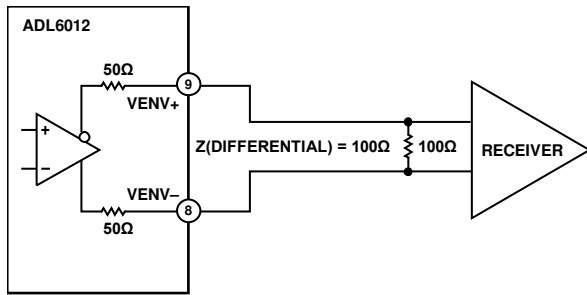 ADL6012
50Ω
VENV+
9
+
–
Z(DIFFERENTIAL) = 100Ω
100Ω
RECEIVER
VENV–
8
50Ω